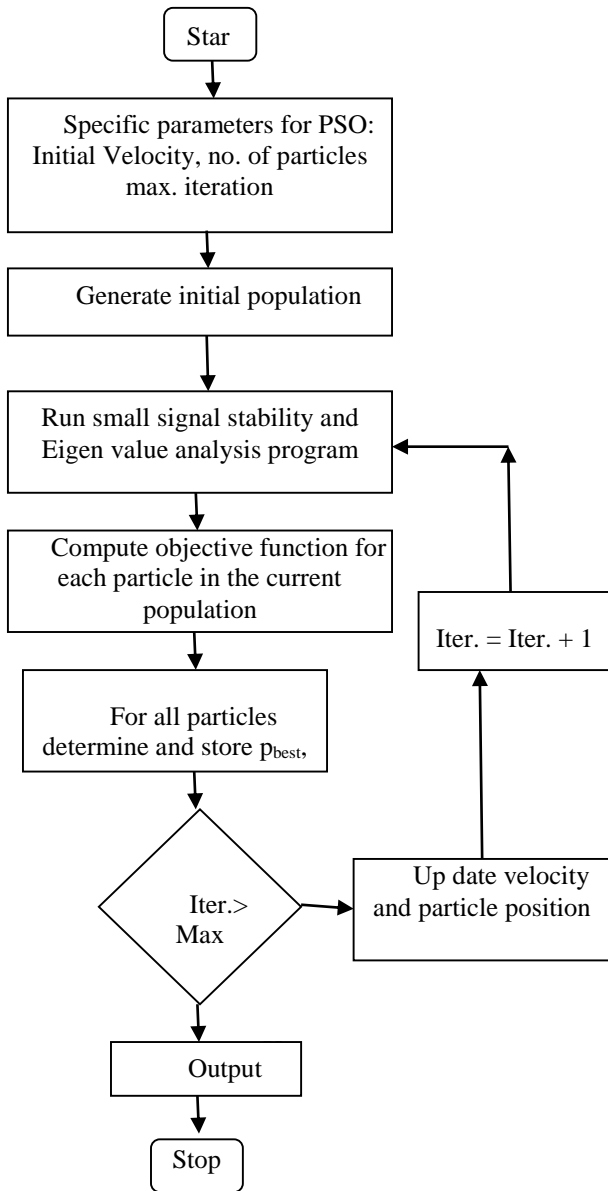 Star
Specific parameters for PSO:
Initial Velocity, no. of particles
max. iteration
Generate initial population
Run small signal stability and
Eigen value analysis program
Compute objective function for
each particle in the current
population
Iter. = Iter. + 1
For all particles
determine and store pbest,
Iter.>
Max
Up date velocity
and particle position
Output
Stop